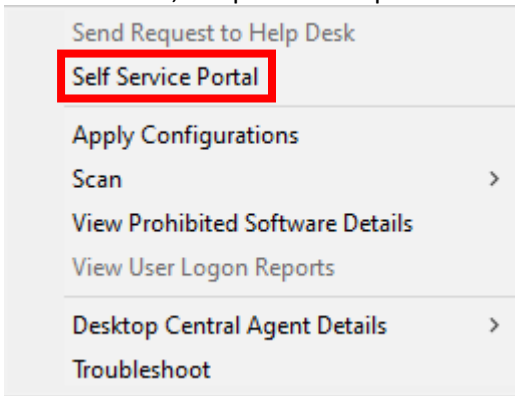 Send Request to Help Desk
Self Service Portal
Apply Configurations
Scan
View Prohibited Software Details
View User Logon Reports
Desktop Central Agent Details
Troubleshoot